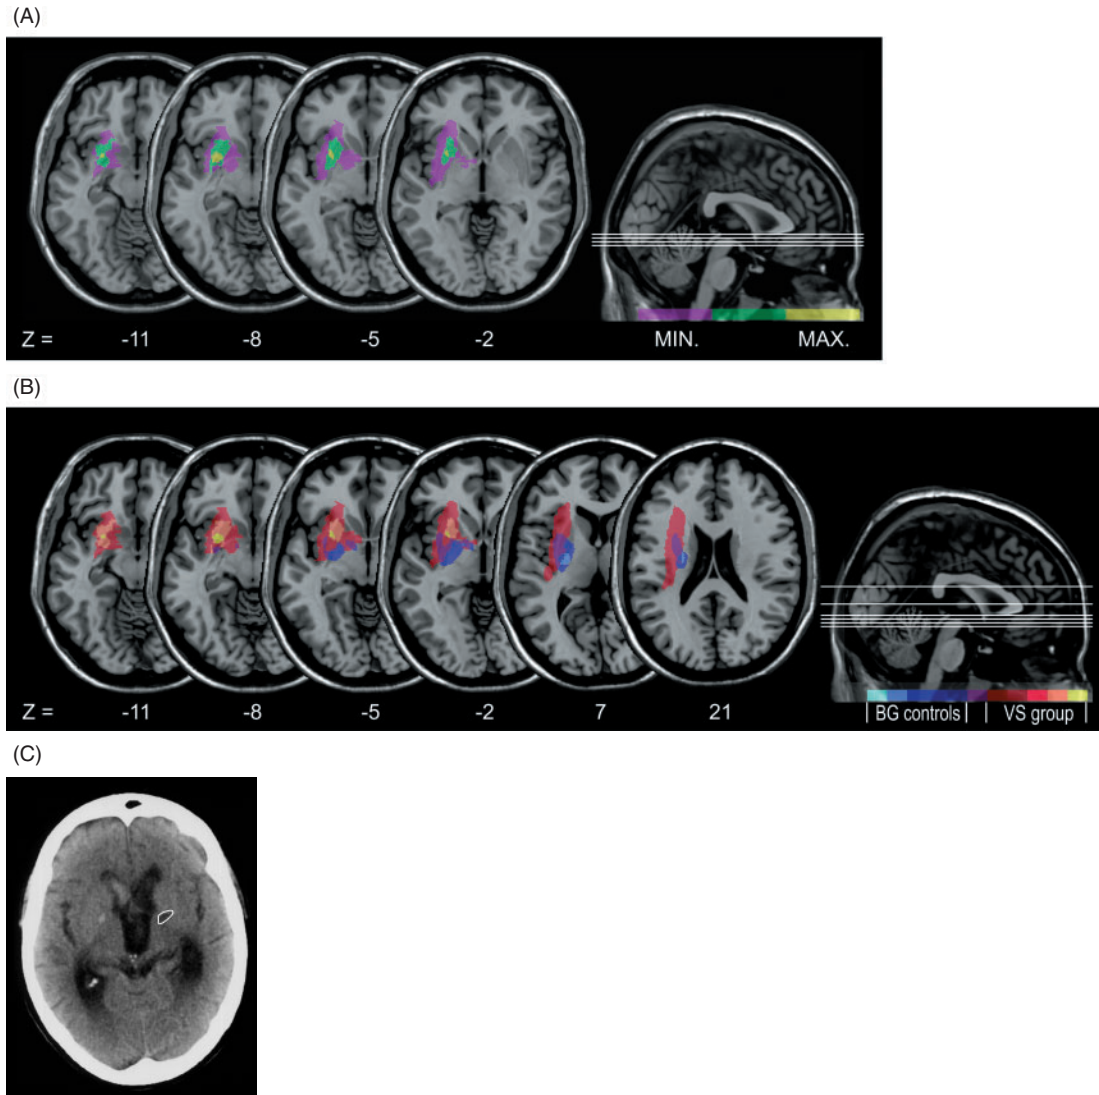 (A)
Z = -11 -8 -5 -2 MIN. MAX.
(B)
Z = -11 -8 -5 -2 7 21 BG controls VS group
(C)